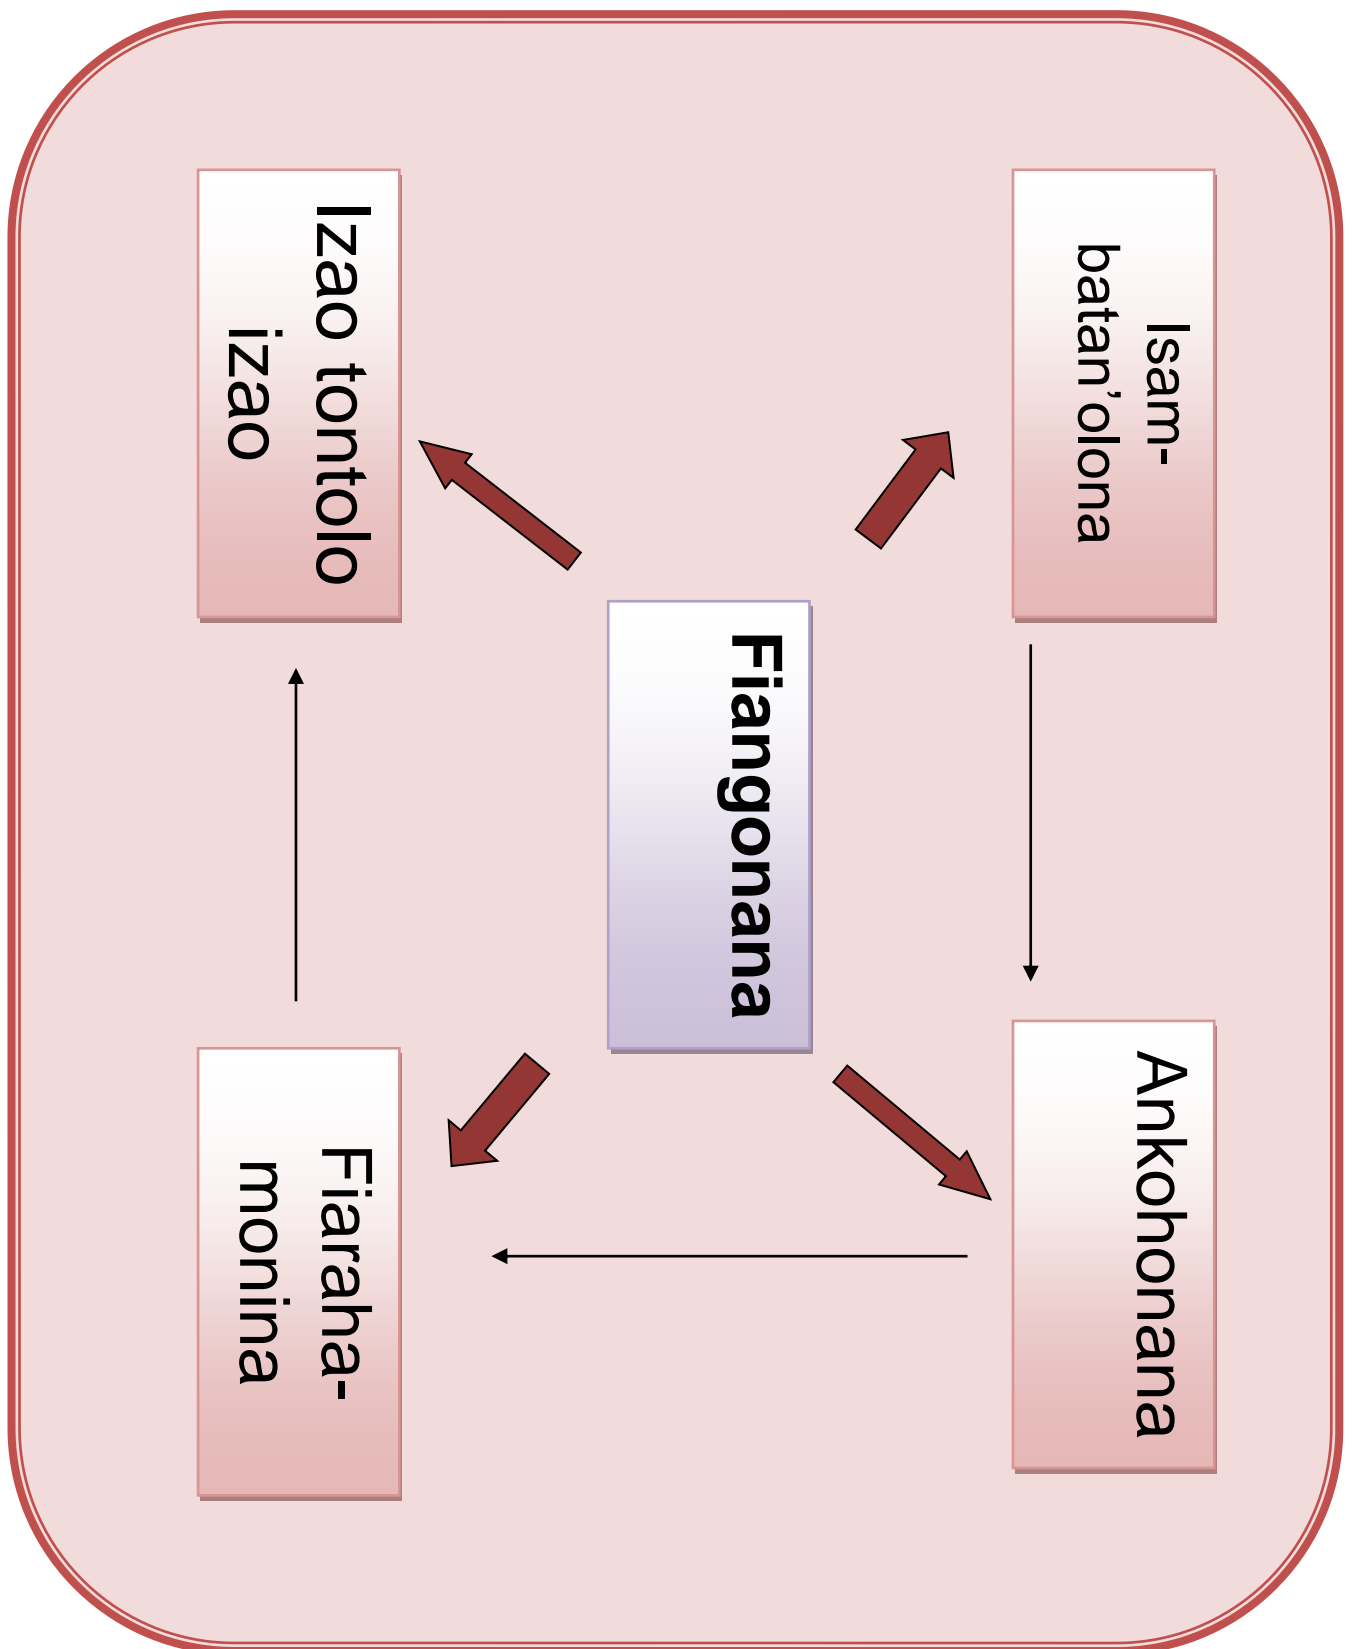 Isam-
batan’olona
Ankohonana
Fiangonana
Izao tontolo
izao
Fiaraha-
monina